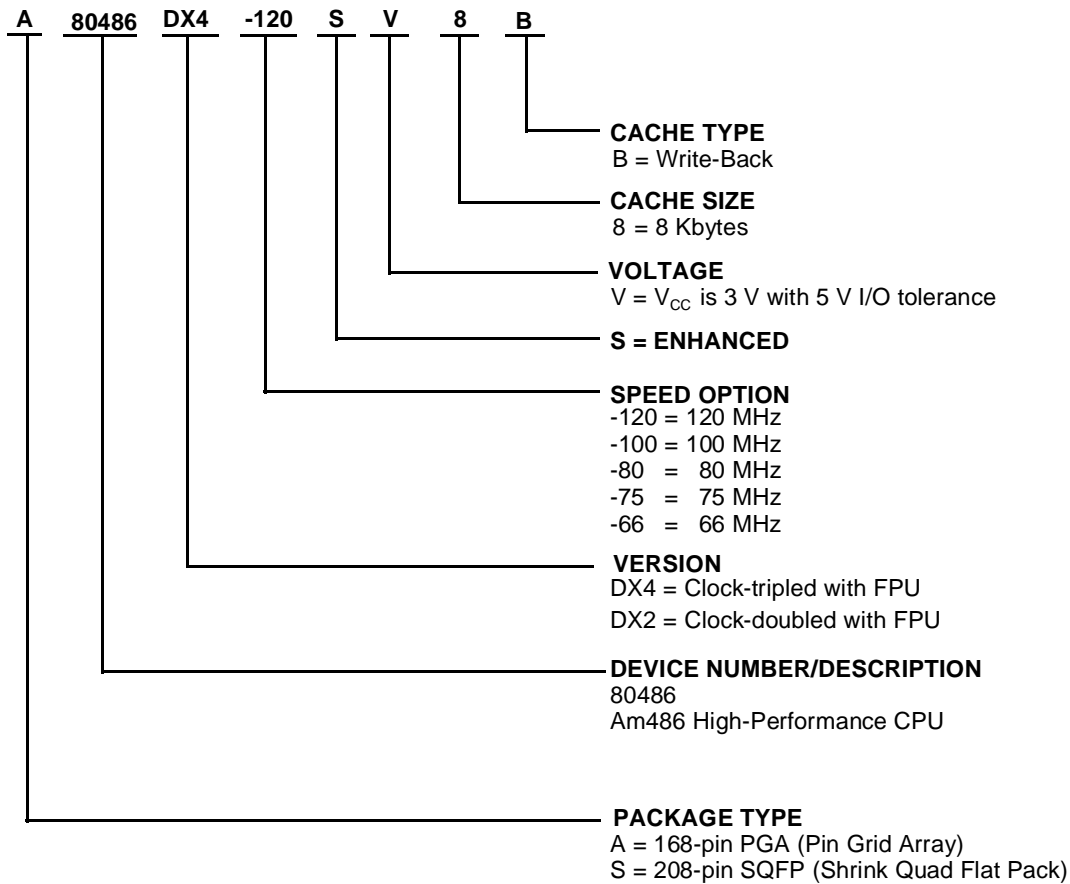 A 80486 DX4 -120 S V 8 B
CACHE TYPE
B = Write-Back
CACHE SIZE
8 = 8 Kbytes
VOLTAGE
V = VCC is 3 V with 5 V I/O tolerance
S = ENHANCED
SPEED OPTION
-120 = 120 MHz
-100 = 100 MHz
-80 = 80 MHz
-75 = 75 MHz
-66 = 66 MHz
VERSION
DX4 = Clock-tripled with FPU
DX2 = Clock-doubled with FPU
DEVICE NUMBER/DESCRIPTION
80486
Am486 High-Performance CPU
PACKAGE TYPE
A = 168-pin PGA (Pin Grid Array)
S = 208-pin SQFP (Shrink Quad Flat Pack)